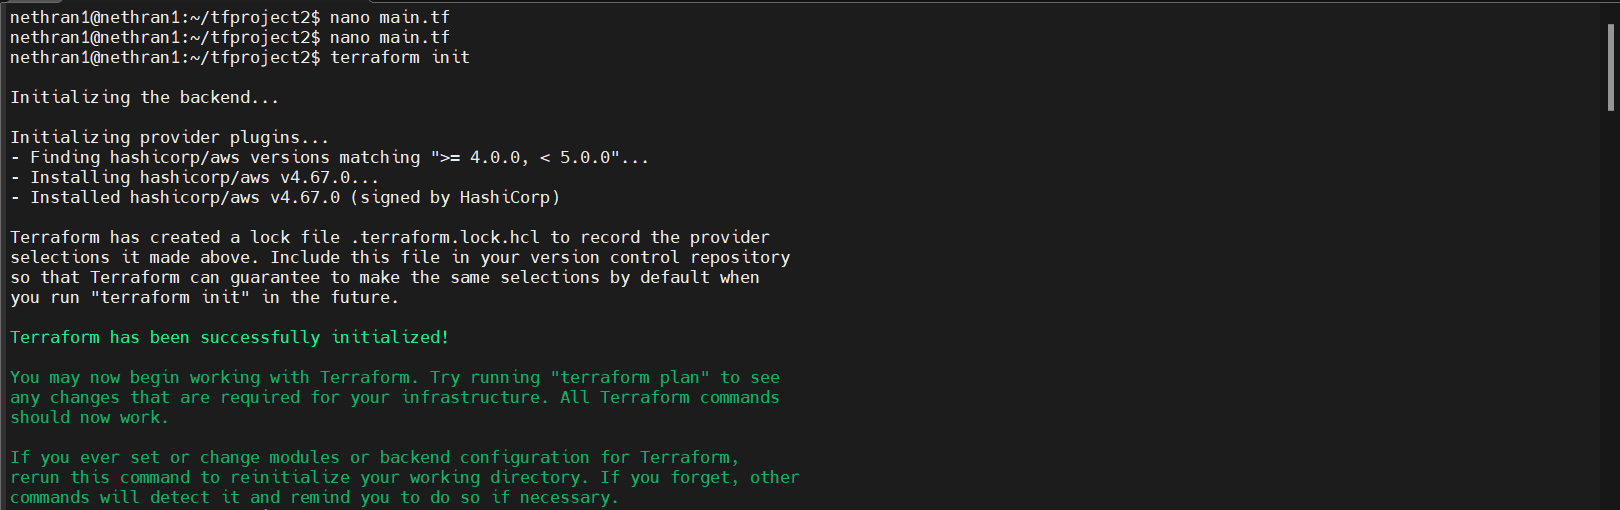 nethran1@nethran1:~/tfproject2$ nano main.tf
nethran1@nethran1:~/tfproject2$ nano main.tf
nethran1@nethran1:~/tfproject2$ terraform init
Initializing the backend...
Initializing provider plugins...
- Finding hashicorp/aws versions matching ">= 4.0.0, < 5.0.0"...
- Installing hashicorp/aws v4.67.0...
- Installed hashicorp/aws v4.67.0 (signed by HashiCorp)
Terraform has created a lock file .terraform.lock.hcl to record the provider
selections it made above. Include this file in your version control repository
so that Terraform can guarantee to make the same selections by default when
you run "terraform init" in the future.
Terraform has been successfully initialized!
You may now begin working with Terraform. Try running "terraform plan" to see
any changes that are required for your infrastructure. All Terraform commands
should now work.
If you ever set or change modules or backend configuration for Terraform,
rerun this command to reinitialize your working directory. If you forget, other
commands will detect it and remind you to do so if necessary.